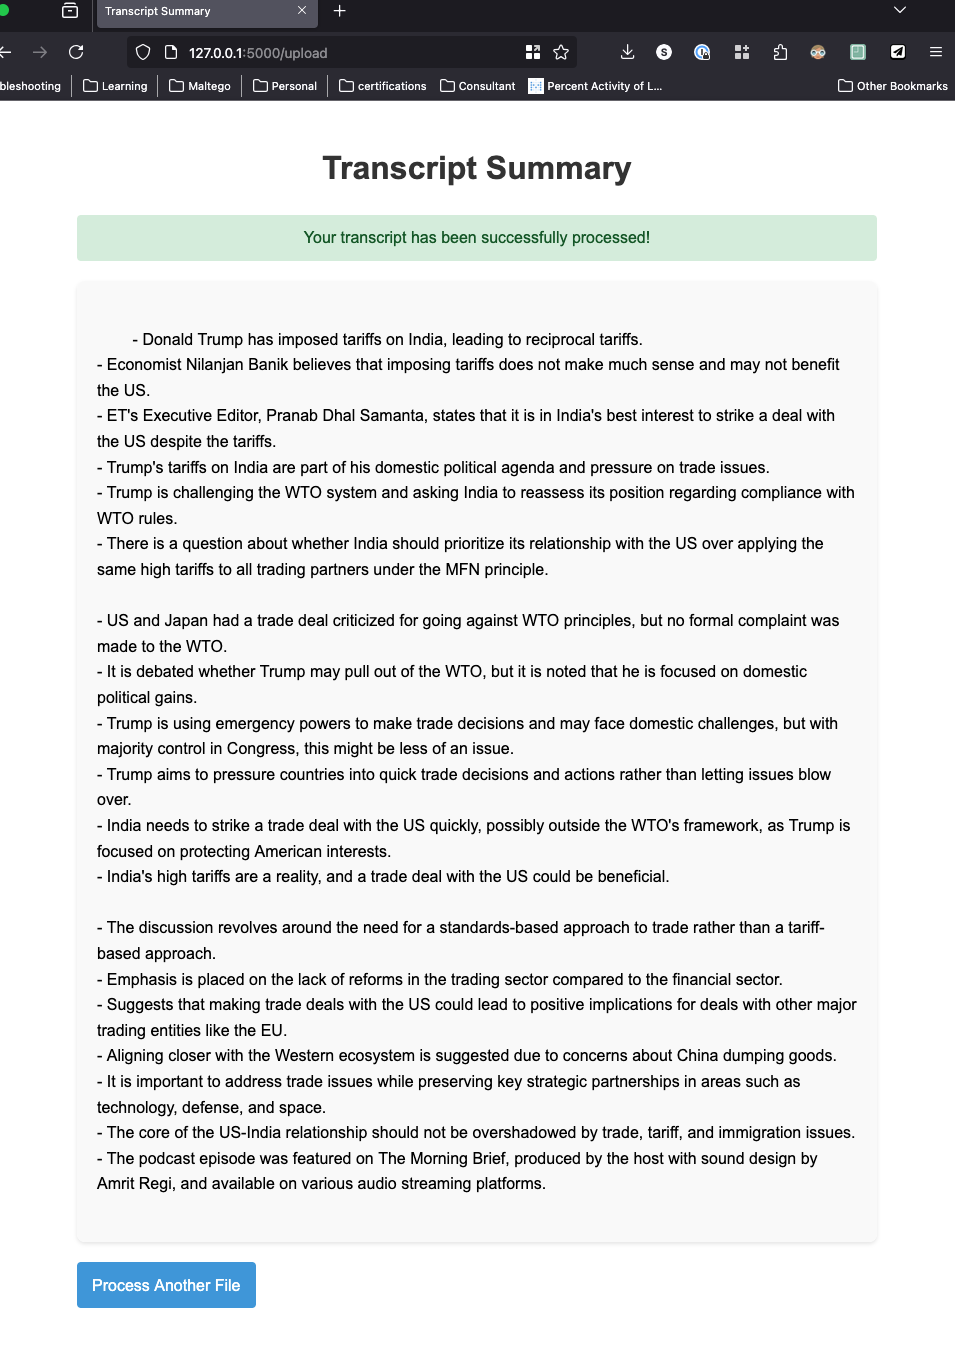 Transcript Summary
127.0.0.1:5000/upload
S
bleshooting
Learning
Maltego
Personal
certifications
Consultant
Percent Activity of L...
Other Bookmarks
Transcript Summary
Your transcript has been successfully processed!
- Donald Trump has imposed tariffs on India, leading to reciprocal tariffs.
- Economist Nilanjan Banik believes that imposing tariffs does not make much sense and may not benefit
the US.
- ET's Executive Editor, Pranab Dhal Samanta, states that it is in India's best interest to strike a deal with
the US despite the tariffs.
- Trump's tariffs on India are part of his domestic political agenda and pressure on trade issues.
- Trump is challenging the WTO system and asking India to reassess its position regarding compliance with
WTO rules.
- There is a question about whether India should prioritize its relationship with the US over applying the
same high tariffs to all trading partners under the MFN principle.
- US and Japan had a trade deal criticized for going against WTO principles, but no formal complaint was
made to the WTO.
- It is debated whether Trump may pull out of the WTO, but it is noted that he is focused on domestic
political gains.
- Trump is using emergency powers to make trade decisions and may face domestic challenges, but with
majority control in Congress, this might be less of an issue.
- Trump aims to pressure countries into quick trade decisions and actions rather than letting issues blow
over.
- India needs to strike a trade deal with the US quickly, possibly outside the WTO's framework, as Trump is
focused on protecting American interests.
- India's high tariffs are a reality, and a trade deal with the US could be beneficial.
- The discussion revolves around the need for a standards-based approach to trade rather than a tariff-
based approach.
- Emphasis is placed on the lack of reforms in the trading sector compared to the financial sector.
- Suggests that making trade deals with the US could lead to positive implications for deals with other major
trading entities like the EU.
- Aligning closer with the Western ecosystem is suggested due to concerns about China dumping goods.
- It is important to address trade issues while preserving key strategic partnerships in areas such as
technology, defense, and space.
- The core of the US-India relationship should not be overshadowed by trade, tariff, and immigration issues.
- The podcast episode was featured on The Morning Brief, produced by the host with sound design by
Amrit Regi, and available on various audio streaming platforms.
Process Another File